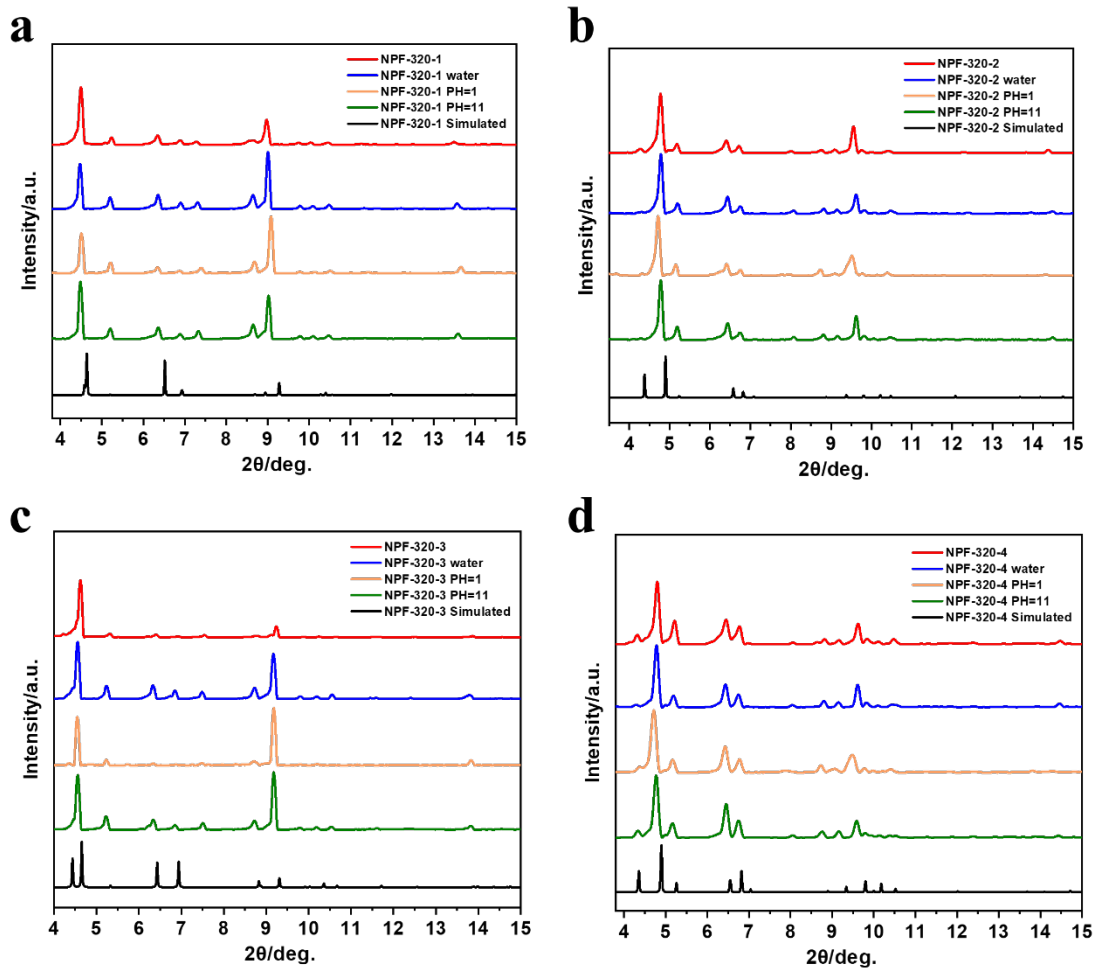 a
NPF-320-1
NPF-320-1 water
NPF-320-1 PH=1
NPF-320-1 PH=11
NPF-320-1 Simulated
Intensity/a.u.
4 5 6 7 8 9 10 11 12 13 14 15
2θ/deg.
b
NPF-320-2
NPF-320-2 water
NPF-320-2 PH=1
NPF-320-2 PH=11
NPF-320-2 Simulated
Intensity/a.u.
4 5 6 7 8 9 10 11 12 13 14 15
2θ/deg.
c
NPF-320-3
NPF-320-3 water
NPF-320-3 PH=1
NPF-320-3 PH=11
NPF-320-3 Simulated
Intensity/a.u.
4 5 6 7 8 9 10 11 12 13 14 15
2θ/deg.
d
NPF-320-4
NPF-320-4 water
NPF-320-4 PH=1
NPF-320-4 PH=11
NPF-320-4 Simulated
Intensity/a.u.
4 5 6 7 8 9 10 11 12 13 14 15
2θ/deg.